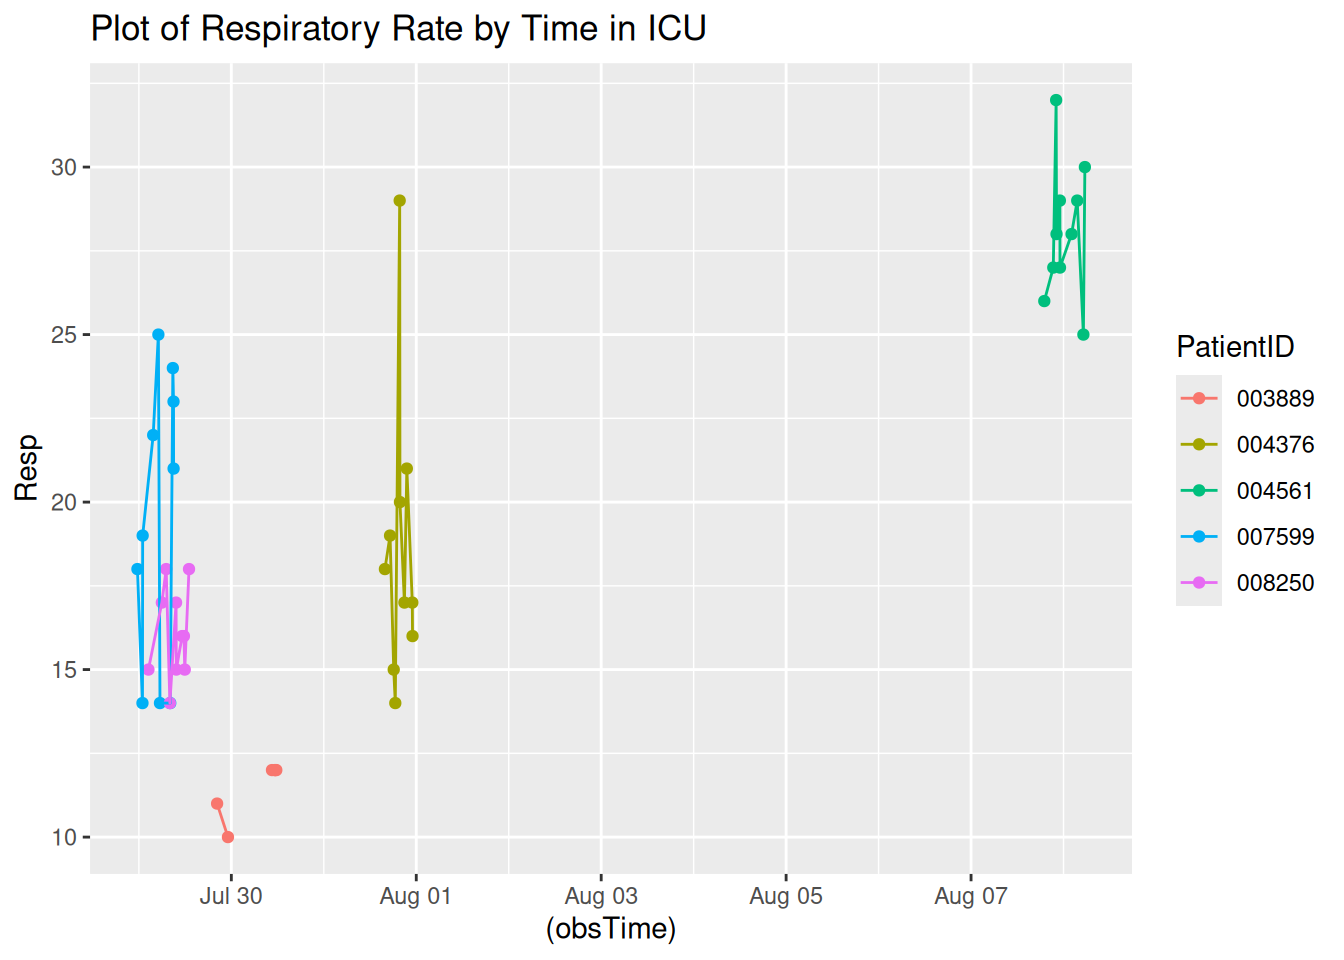 Plot of Respiratory Rate by Time in ICU
30
25
20
15
10
Resp
Jul 30
Aug 01
Aug 03
Aug 05
Aug 07
(obsTime)
PatientID
003889
004376
004561
007599
008250